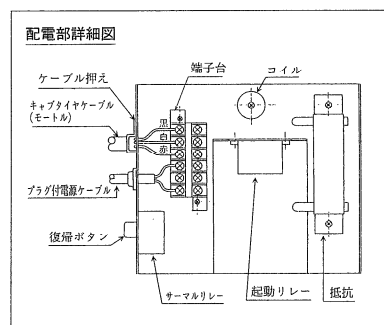 配電部詳細図
端子台
コイル
ケーブル押え
キャブタイヤケーブル
(モートル)
黒
白
赤
プラグ付電源ケーブル
復帰ボタン
サーマルリレー
起動リレー
抵抗